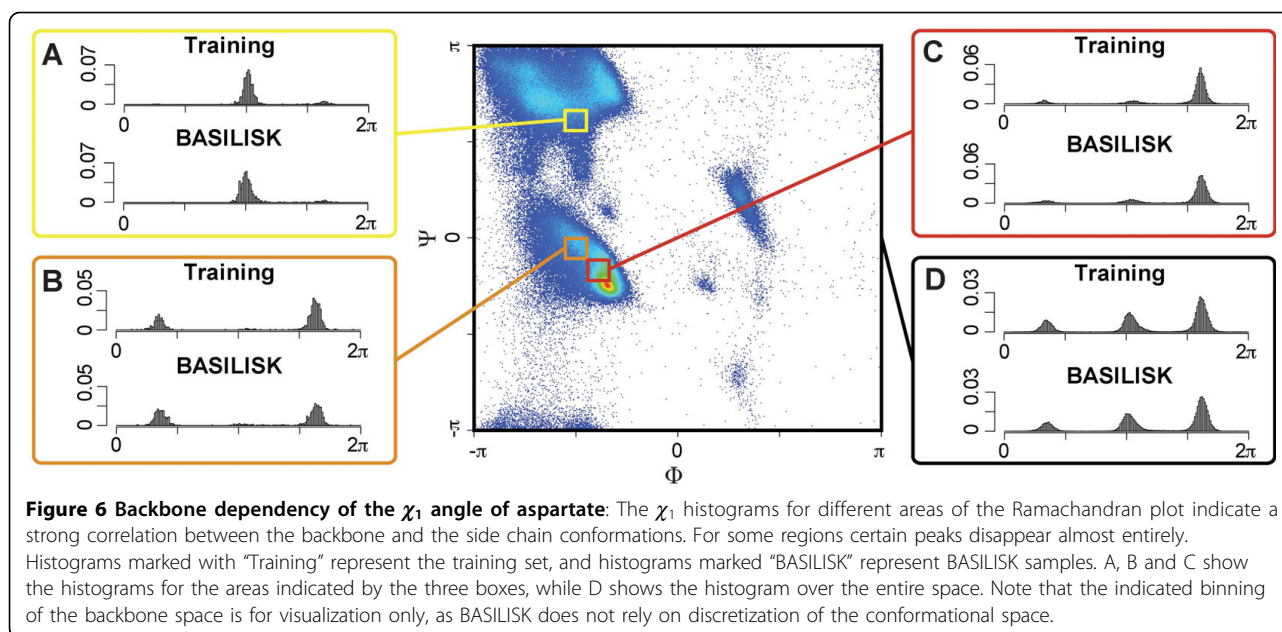 A
Training
0.07
0
0
2π
BASILISK
0.07
0
0
2π
B
Training
0.05
0
0
2π
BASILISK
0.05
0
0
2π
π
Ψ
0
-π
-π
0
π
Φ
C
Training
0.06
0
0
2π
BASILISK
0.06
0
0
2π
D
Training
0.03
0
0
2π
BASILISK
0.03
0
0
2π
Figure 6 Backbone dependency of the χ1 angle of aspartate: The χ1 histograms for different areas of the Ramachandran plot indicate a
strong correlation between the backbone and the side chain conformations. For some regions certain peaks disappear almost entirely.
Histograms marked with "Training" represent the training set, and histograms marked "BASILISK" represent BASILISK samples. A, B and C show
the histograms for the areas indicated by the three boxes, while D shows the histogram over the entire space. Note that the indicated binning
of the backbone space is for visualization only, as BASILISK does not rely on discretization of the conformational space.